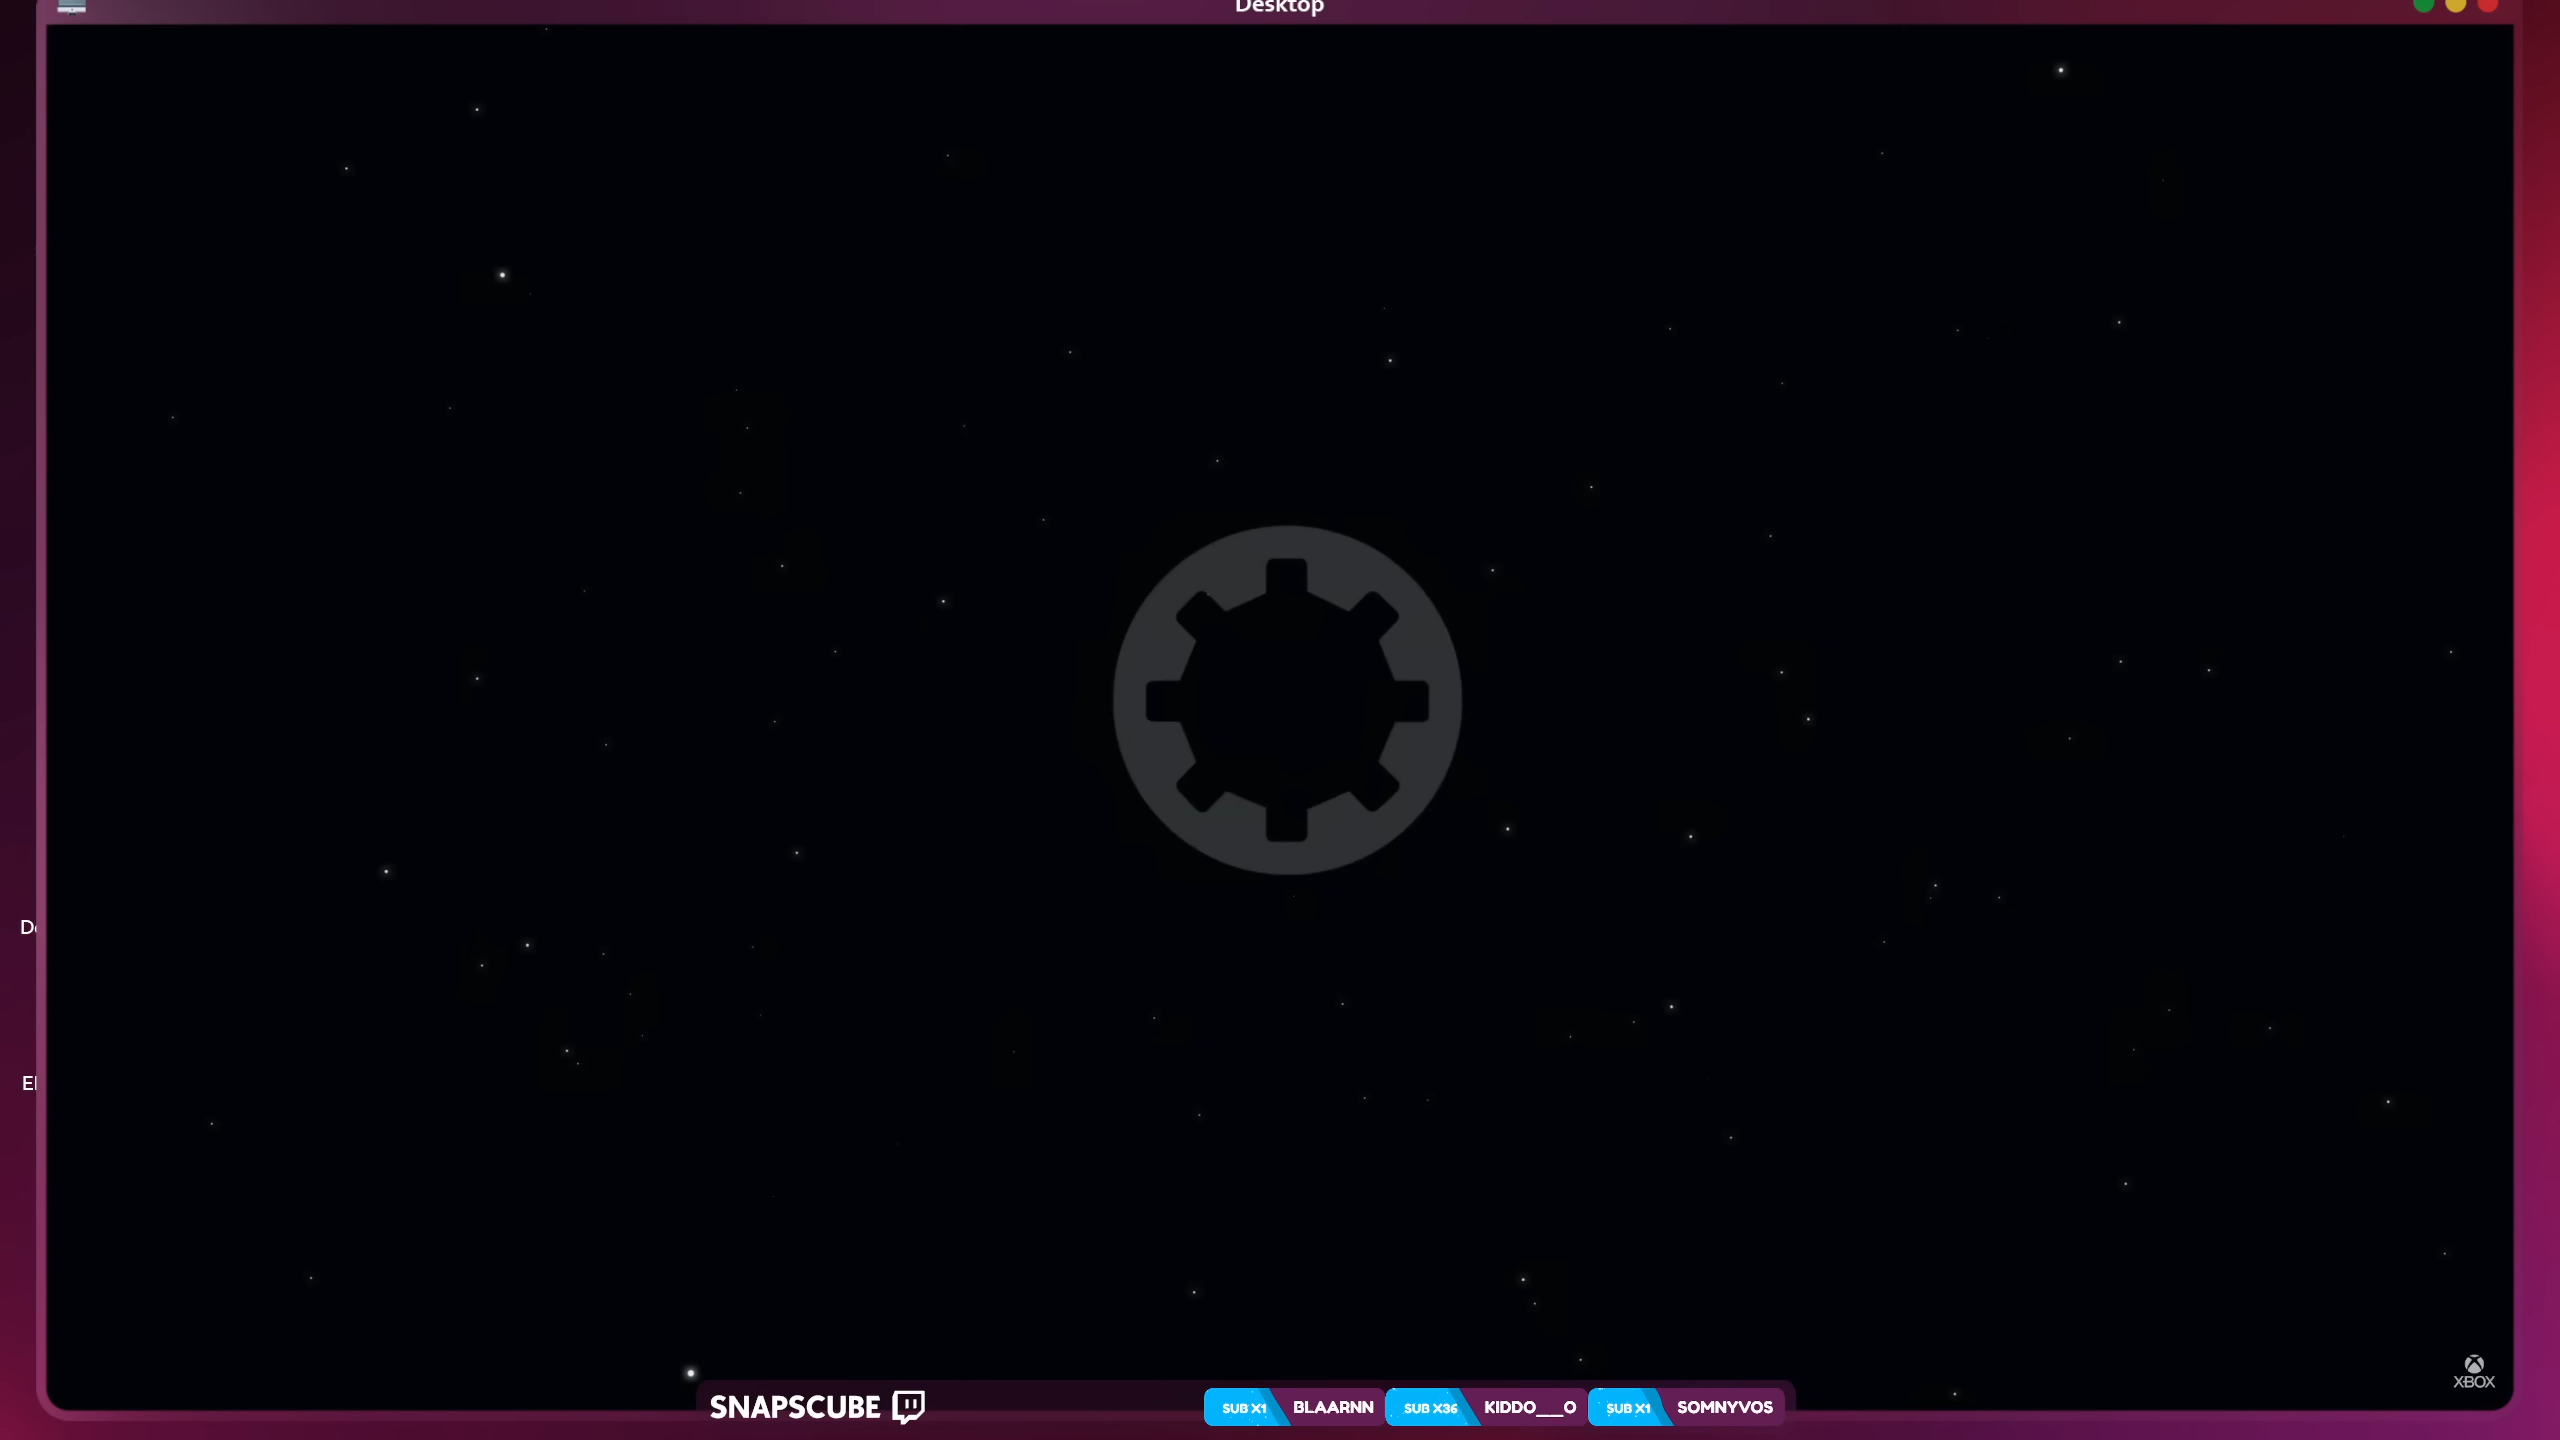 Desktop
XBOX
SNAPSCUBE
SUB X1 BLAARNN SUB X36 KIDDO___O SUB X1 SOMNYVOS